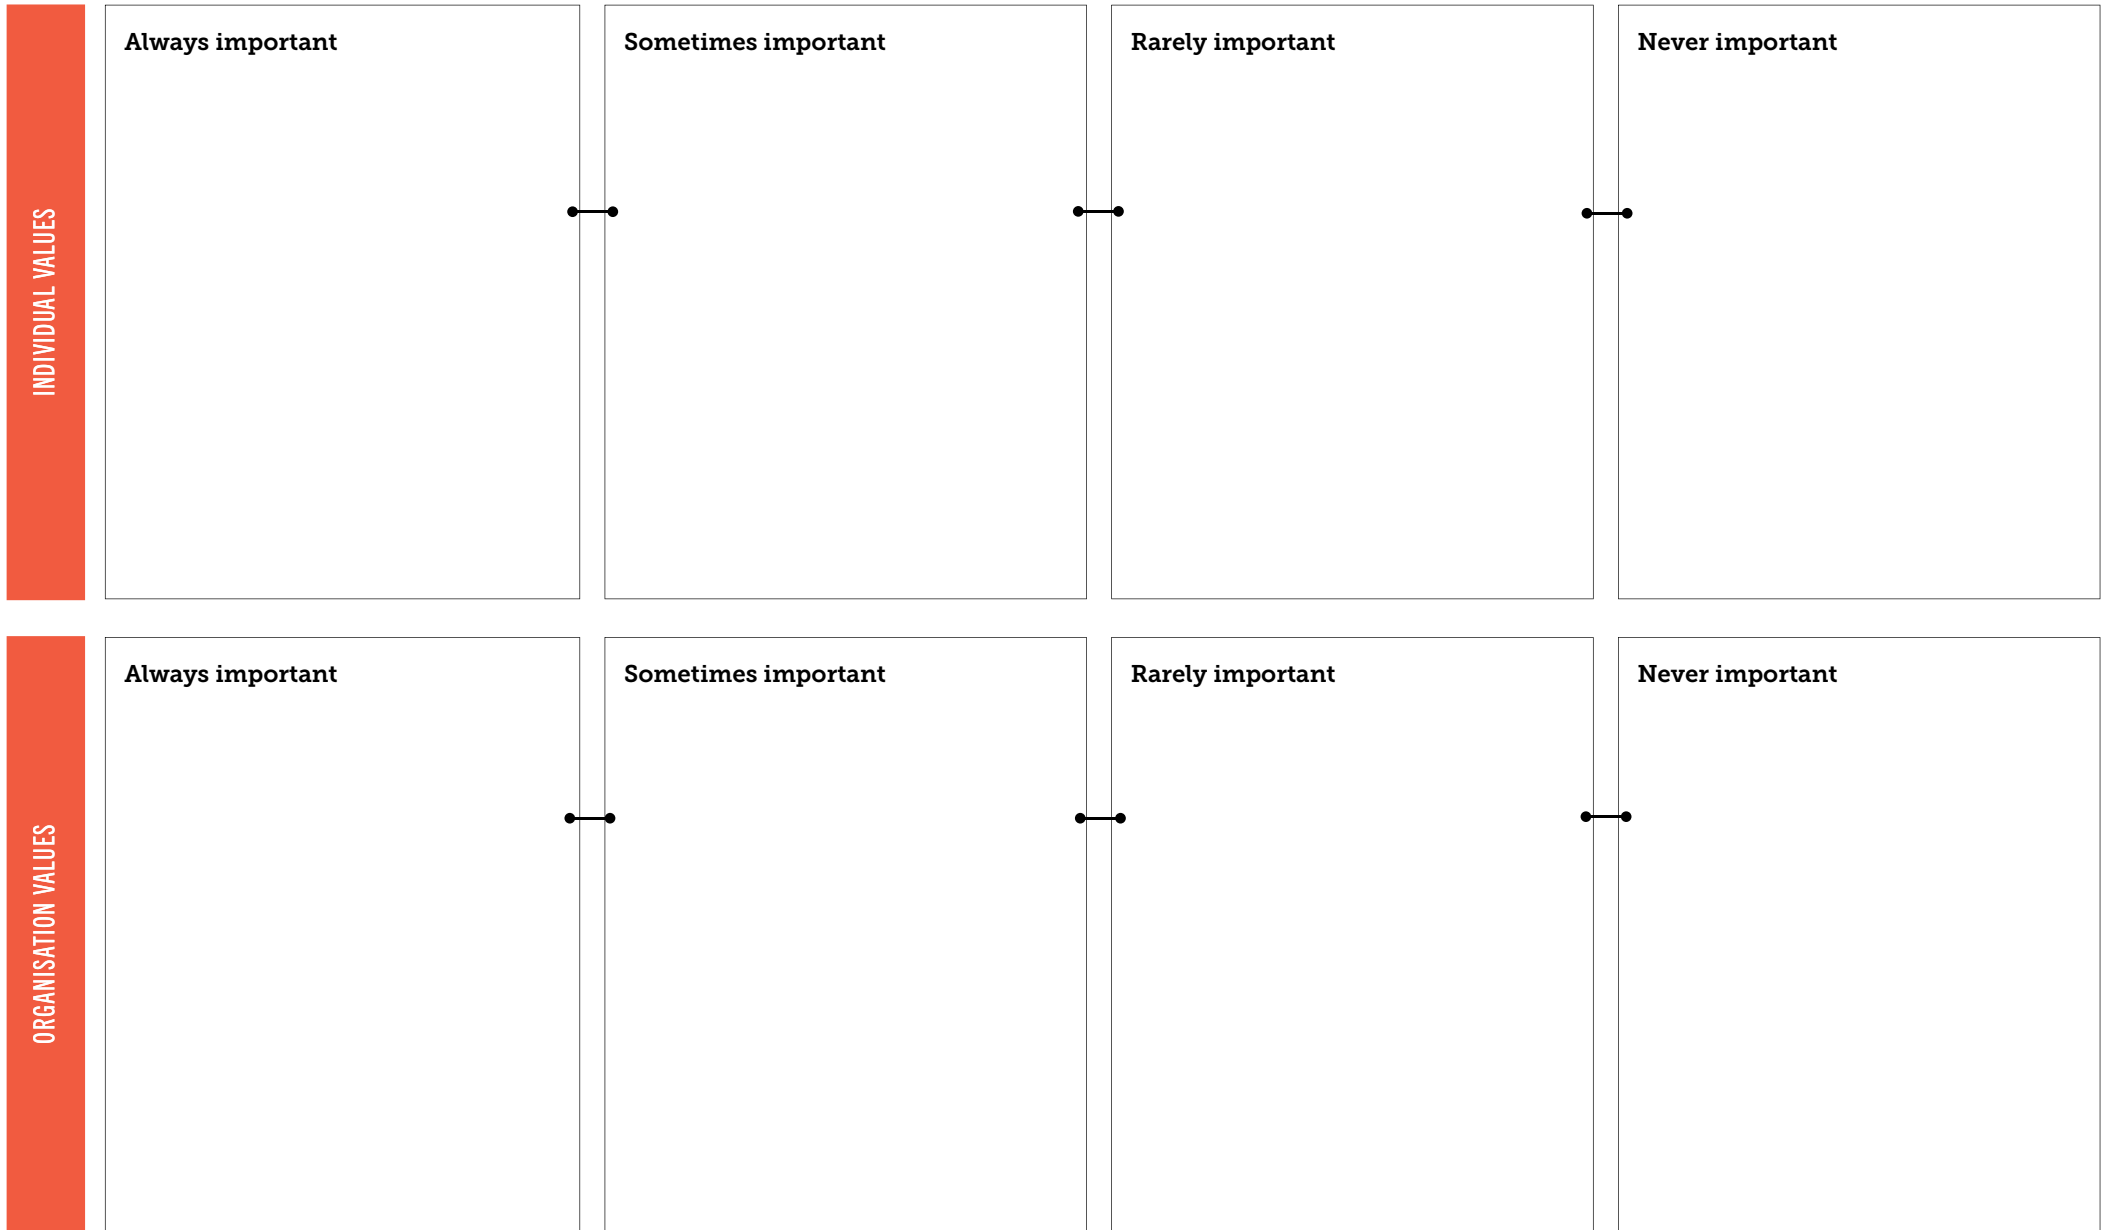 INDIVIDUAL VALUES
Always important
Sometimes important
Rarely important
Never important
ORGANISATION VALUES
Always important
Sometimes important
Rarely important
Never important